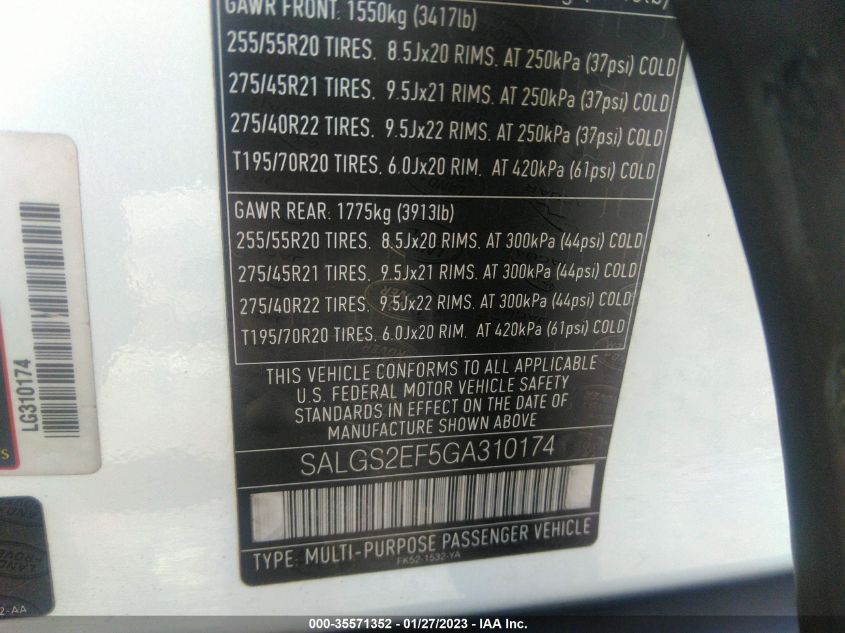 GAWR FRONT: 1550kg (3417lb)
255/55R20 TIRES. 8.5Jx20 RIMS. AT 250kPa (37psi) COLD
275/45R21 TIRES. 9.5Jx21 RIMS. AT 250kPa (37psi) COLD
275/40R22 TIRES. 9.5Jx22 RIMS. AT 250kPa (37psi) COLD
T195/70R20 TIRES. 6.0Jx20 RIM. AT 420kPa (61psi) COLD
GAWR REAR: 1775kg (3913lb)
255/55R20 TIRES. 8.5Jx20 RIMS. AT 300kPa (44psi) COLD
275/45R21 TIRES. 9.5Jx21 RIMS. AT 300kPa (44psi) COLD
275/40R22 TIRES. 9.5Jx22 RIMS. AT 300kPa (44psi) COLD
T195/70R20 TIRES. 6.0Jx20 RIM. AT 420kPa (61psi) COLD
THIS VEHICLE CONFORMS TO ALL APPLICABLE
U.S. FEDERAL MOTOR VEHICLE SAFETY
STANDARDS IN EFFECT ON THE DATE OF
MANUFACTURE SHOWN ABOVE
SALGS2EF5GA310174
TYPE: MULTI-PURPOSE PASSENGER VEHICLE
FK52-1532-YA
LG310174
2-AA
000-35571352 | 01/27/2023 | IAA Inc.